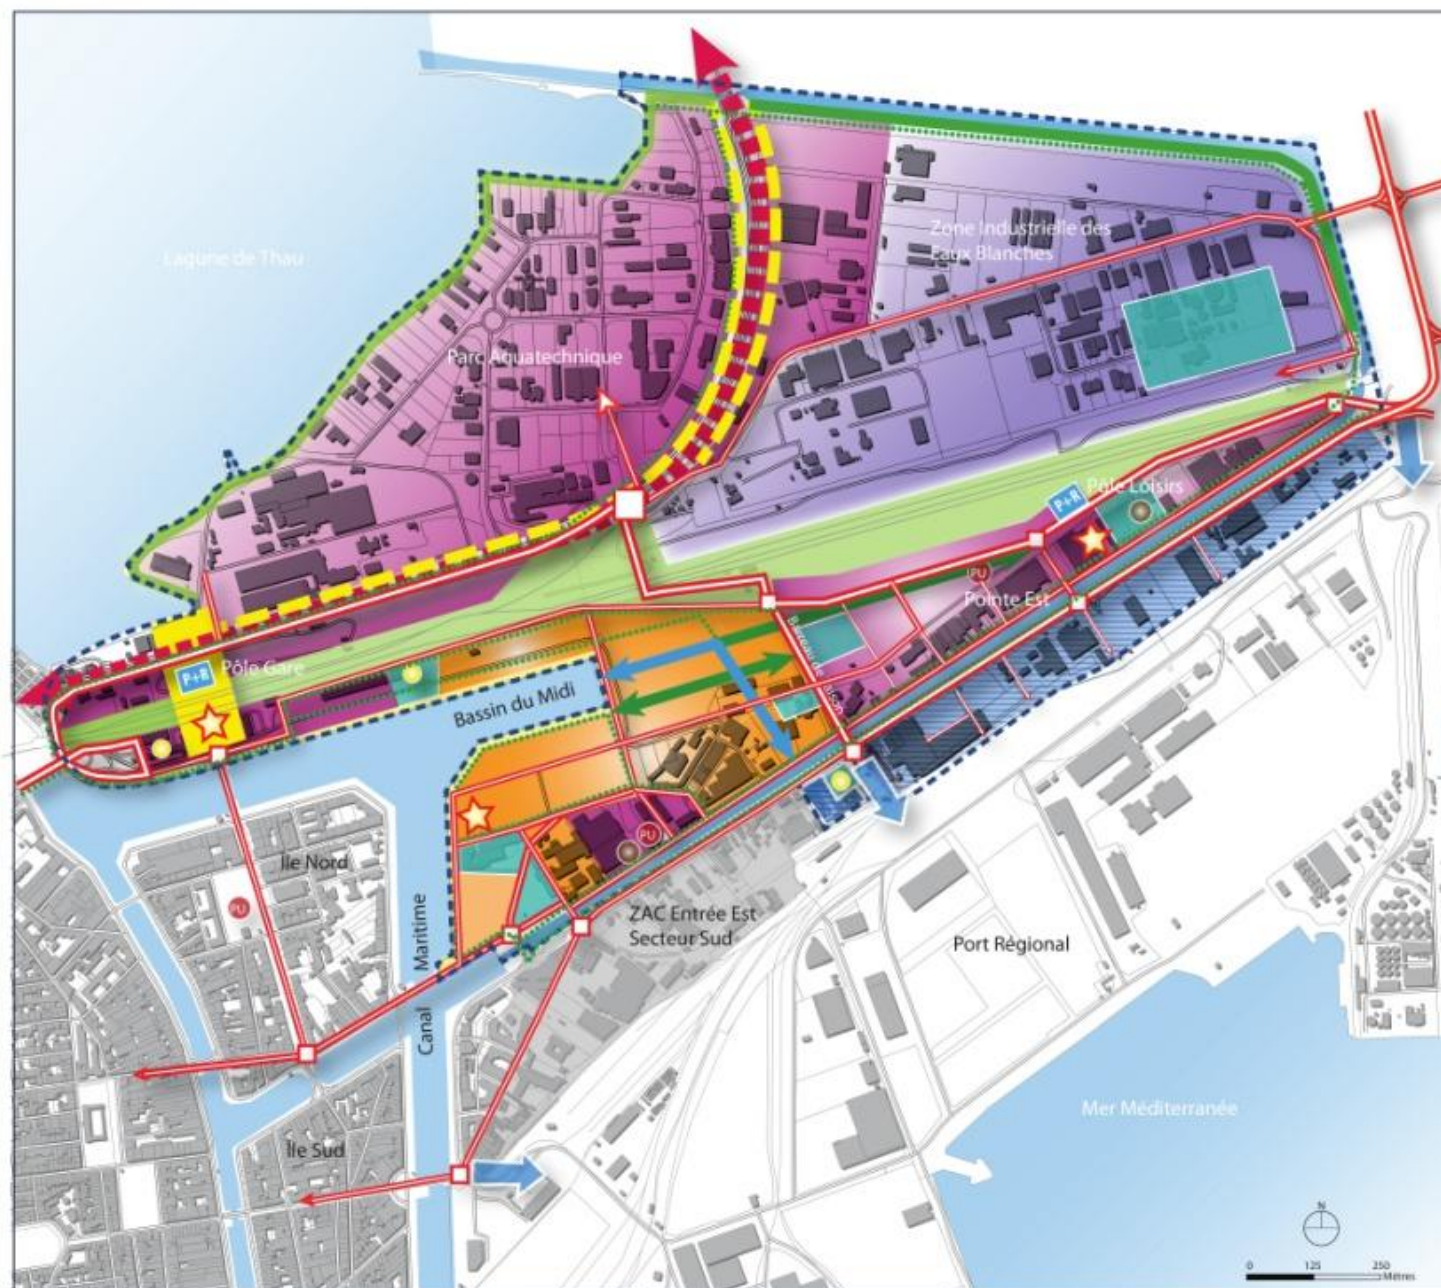 Zone Industrielle des
Eaux Blanches
Lagune de Thau
Parc Aquatechnique
P+R
Pôle Loisirs
PU
Pointe Est
P+R
Pôle Gare
Bassin du Midi
PU
Île Nord
PU
ZAC Entrée Est
Secteur Sud
Port Régional
Canal Maritime
Mer Méditerranée
Île Sud
N
0 125 250
Mètres